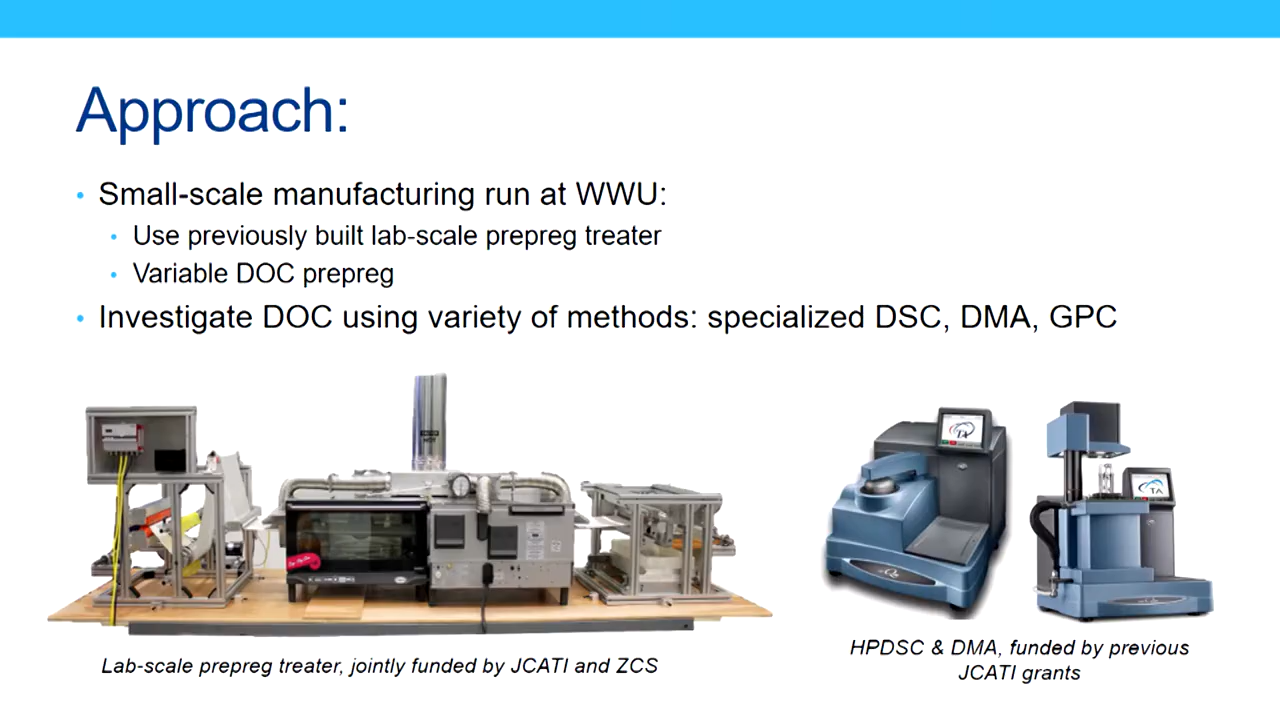 Approach:
• Small-scale manufacturing run at WWU:
• Use previously built lab-scale prepreg treater
• Variable DOC prepreg
• Investigate DOC using variety of methods: specialized DSC, DMA, GPC
TA
TA
Lab-scale prepreg treater, jointly funded by JCATI and ZCS
HPDSC & DMA, funded by previous
JCATI grants